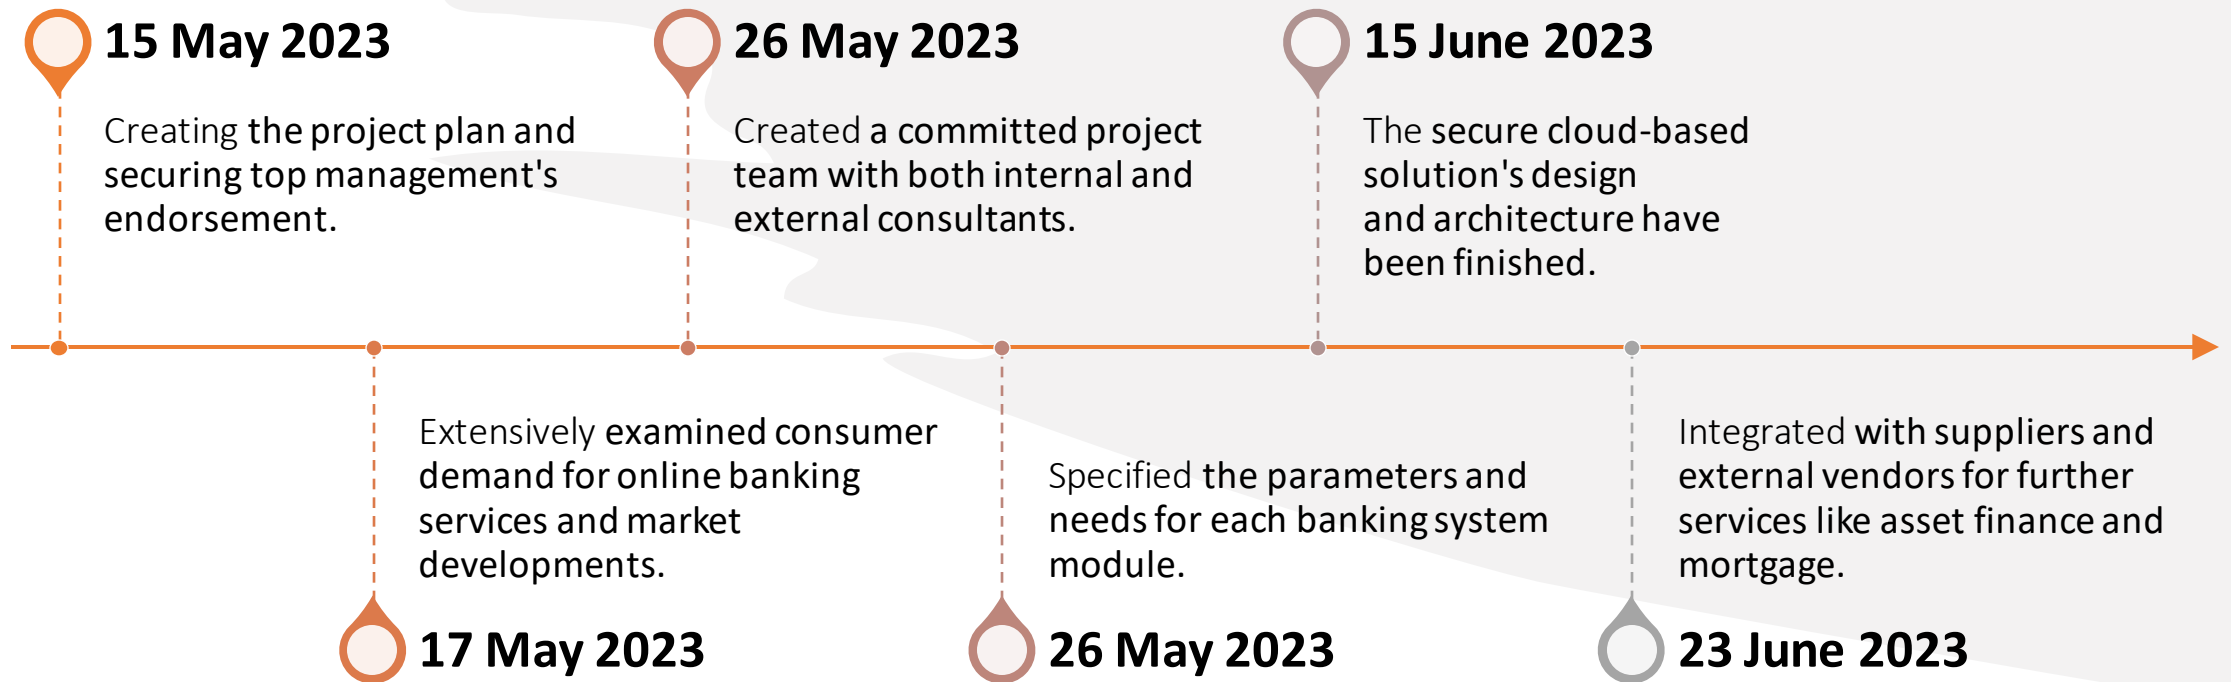 15 May 2023
Creating the project plan and
securing top management's
endorsement.
17 May 2023
Extensively examined consumer
demand for online banking
services and market
developments.
26 May 2023
Created a committed project
team with both internal and
external consultants.
26 May 2023
Specified the parameters and
needs for each banking system
module.
15 June 2023
The secure cloud-based
solution's design
and architecture have
been finished.
23 June 2023
Integrated with suppliers and
external vendors for further
services like asset finance and
mortgage.